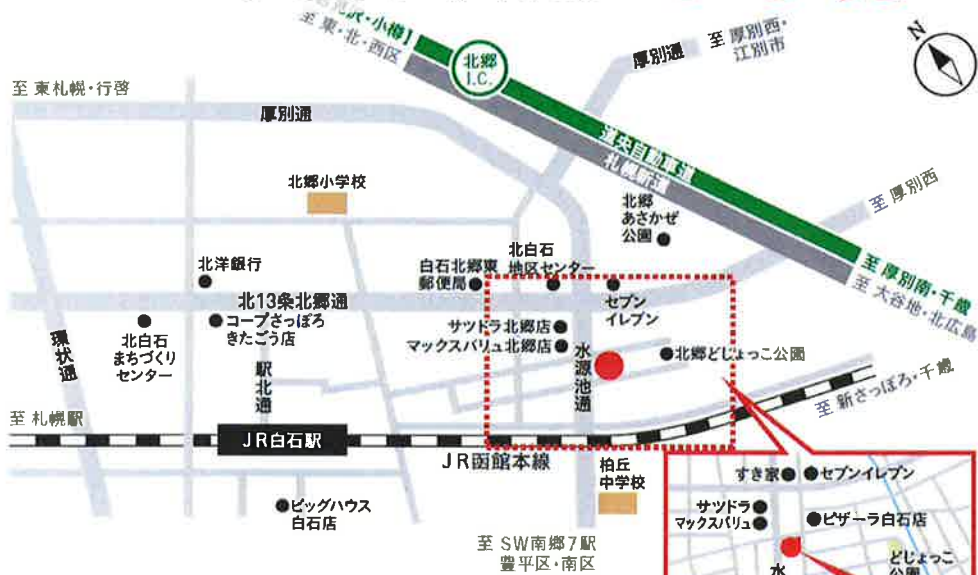 沢・小樽】
至 東・北・西区
北郷
I.C.
厚別通
至 厚別西・
江別市
N
至 東札幌・行啓
厚別通
道央自動車道
札幌新道
北郷小学校
北郷
あさかぜ
公園
至 厚別西
北洋銀行
白石北郷東
郵便局
北白石
地区センター
至 厚別南・千歳
至 大谷地・北広島
北13条北郷通
セブン
イレブン
環状通
北白石
まちづくり
センター
コープさっぽろ
きたごう店
サツドラ北郷店
マックスバリュ北郷店
水源池通
北郷どじょっこ公園
駅北通
至 新さっぽろ・千歳
至 札幌駅
JR白石駅
JR函館本線
柏丘
中学校
ビッグハウス
白石店
至 SW南郷7駅
豊平区・南区
すき家
セブンイレブン
サツドラ
マックスバリュ
ピザーラ白石店
どじょっこ
公園
水